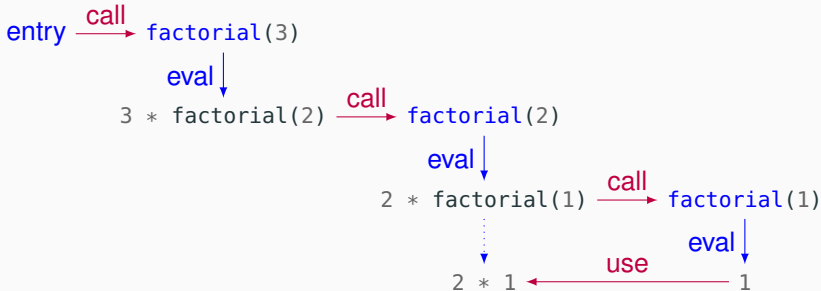 call
entry factorial(3)
eval
call
3 * factorial(2) factorial(2)
eval
call
2 * factorial(1) factorial(1)
eval
use
2 * 1 1